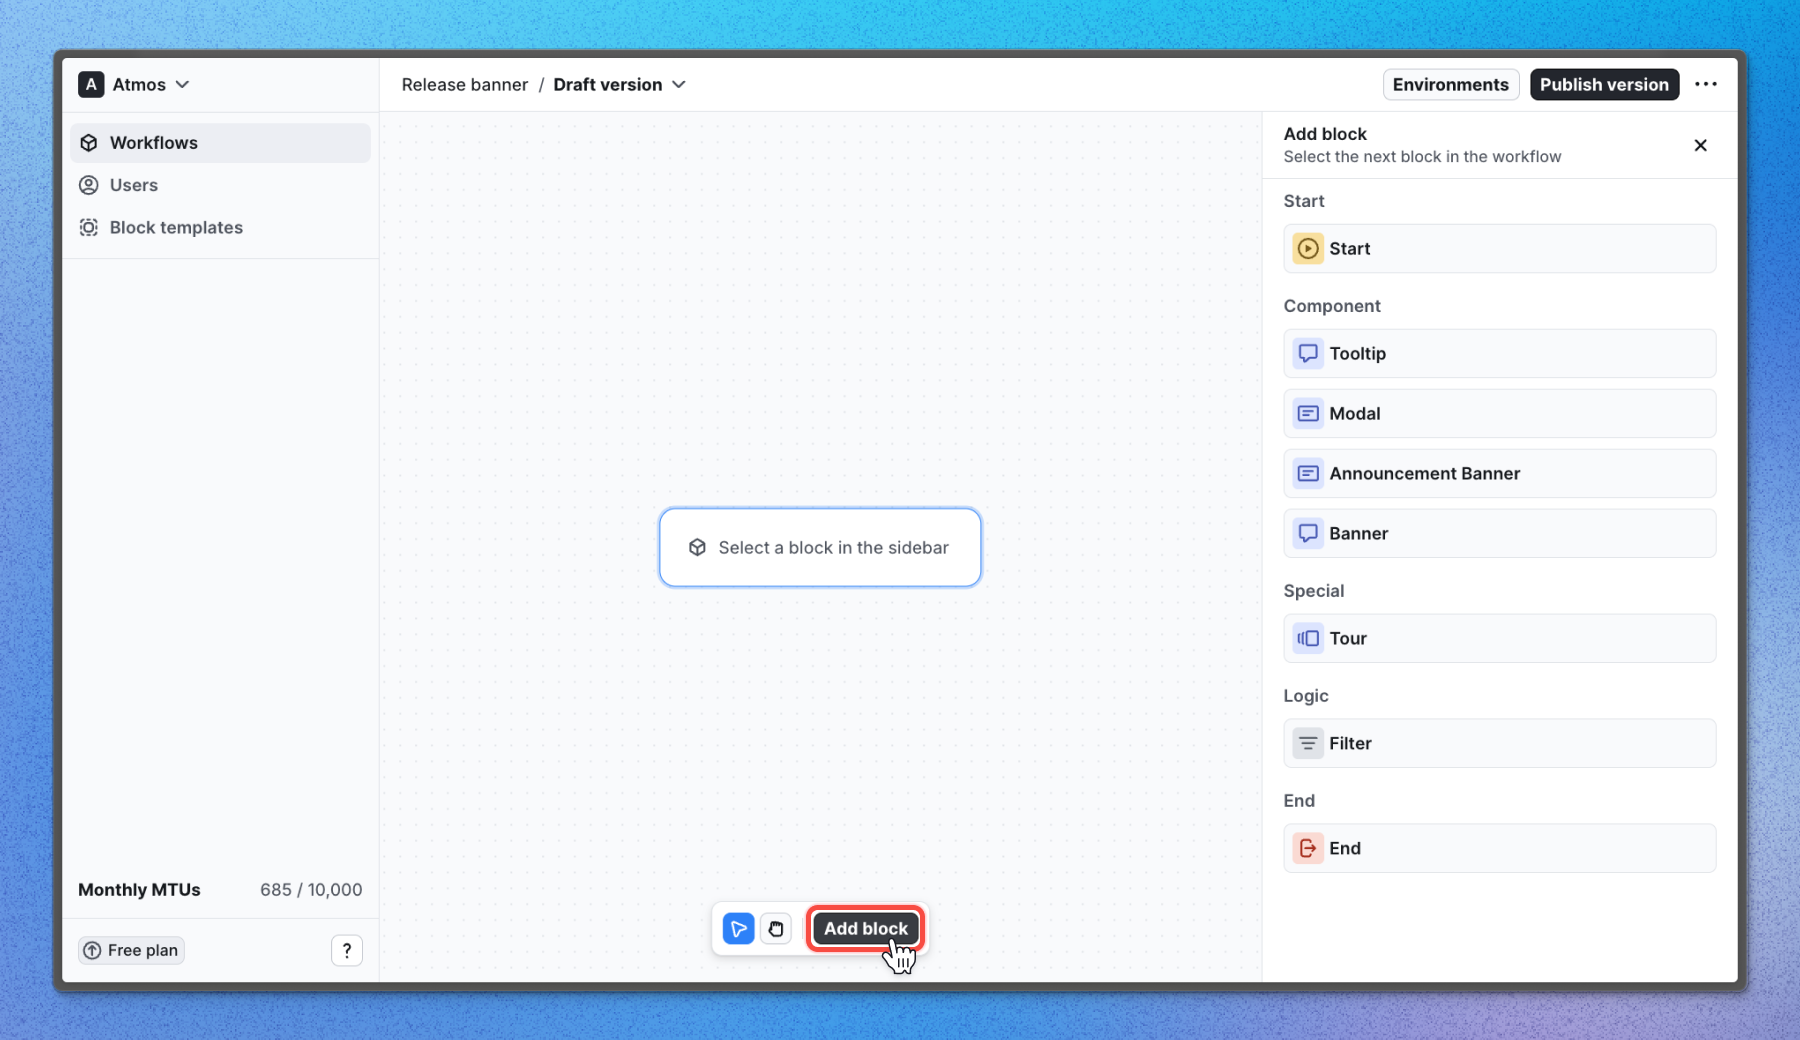 A Atmos
Release banner / Draft version
Environments
Publish version
Workflows
Users
Block templates
Monthly MTUs 685 / 10,000
Free plan
?
Select a block in the sidebar
Add block
Add block
Select the next block in the workflow
Start
Start
Component
Tooltip
Modal
Announcement Banner
Banner
Special
Tour
Logic
Filter
End
End